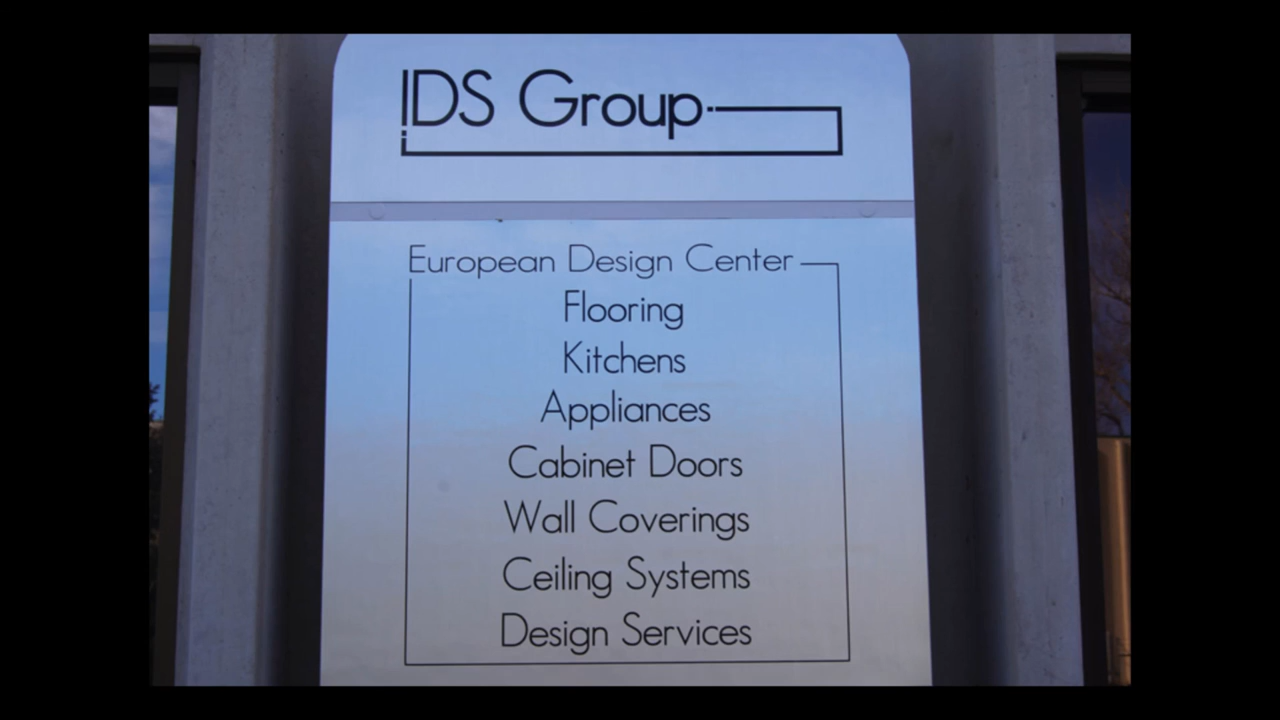 IDS Group
European Design Center
Flooring
Kitchens
Appliances
Cabinet Doors
Wall Coverings
Ceiling Systems
Design Services